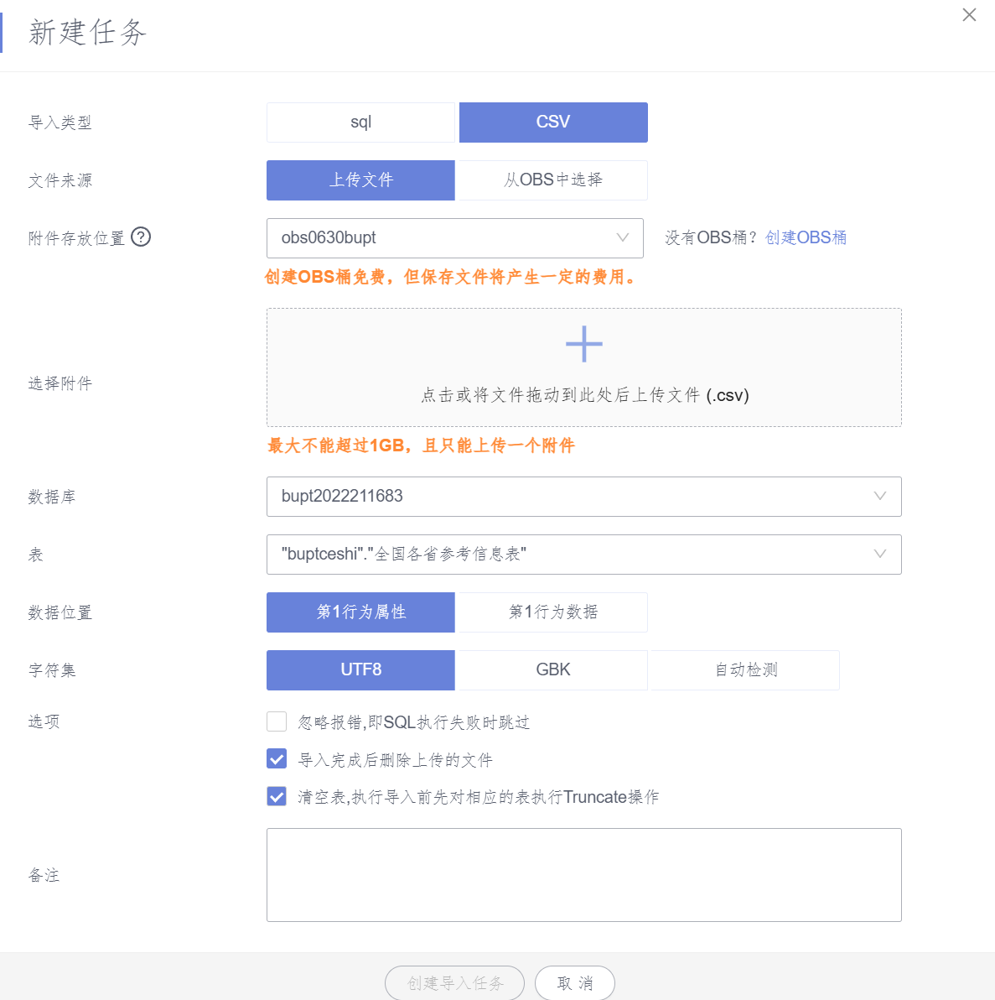 新建任务
导入类型 sql CSV
文件来源 上传文件 从OBS中选择
附件存放位置 ? obs0630bupt 没有OBS桶？创建OBS桶
创建OBS桶免费，但保存文件将产生一定的费用。
选择附件
点击或将文件拖动到此处后上传文件 (.csv)
最大不能超过1GB，且只能上传一个附件
数据库 bupt2022211683
表 "buptceshi"."全国各省参考信息表"
数据位置 第1行为属性 第1行为数据
字符集 UTF8 GBK 自动检测
选项 忽略报错,即SQL执行失败时跳过
导入完成后删除上传的文件
清空表,执行导入前先对相应的表执行Truncate操作
备注
创建导入任务 取消